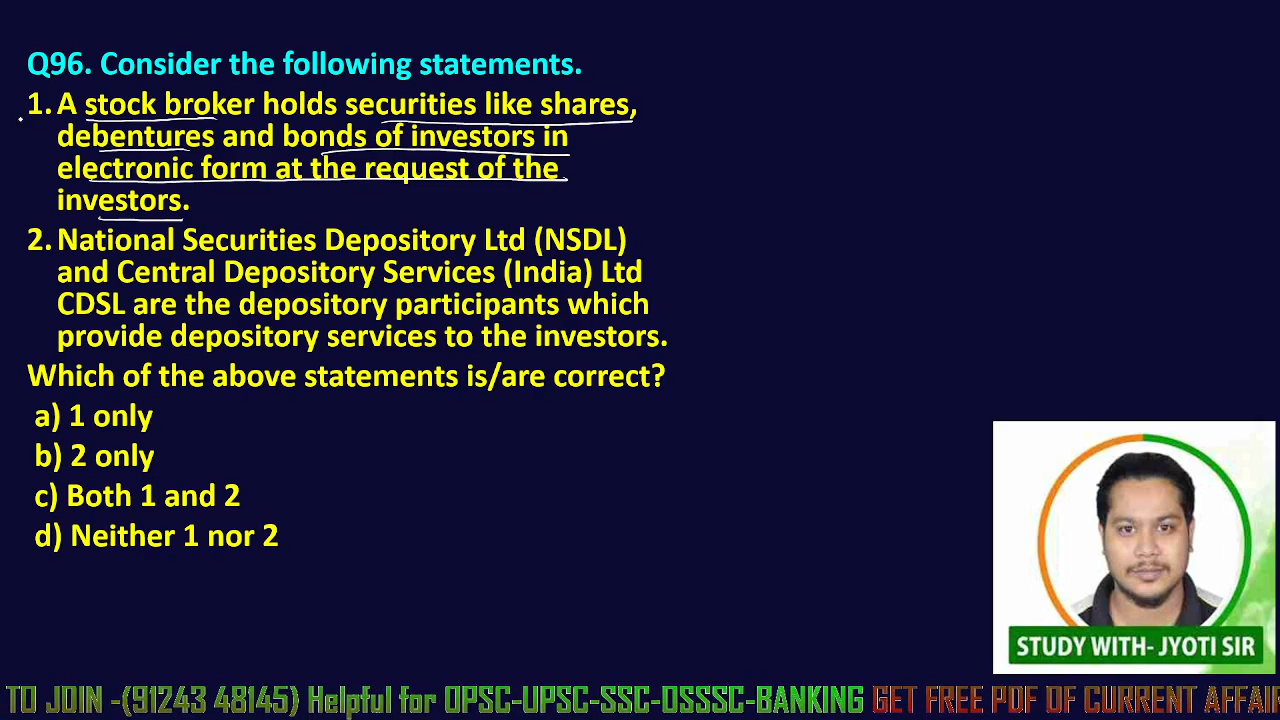 Q96. Consider the following statements.
1. A stock broker holds securities like shares,
debentures and bonds of investors in
electronic form at the request of the
investors.
2. National Securities Depository Ltd (NSDL)
and Central Depository Services (India) Ltd
CDSL are the depository participants which
provide depository services to the investors.
Which of the above statements is/are correct?
a) 1 only
b) 2 only
c) Both 1 and 2
d) Neither 1 nor 2
STUDY WITH- JYOTI SIR
TO JOIN -(91243 48145) Helpful for OPSC-UPSC-SSC-OSSSC-BANKING GET FREE PDF OF CURRENT AFFAI